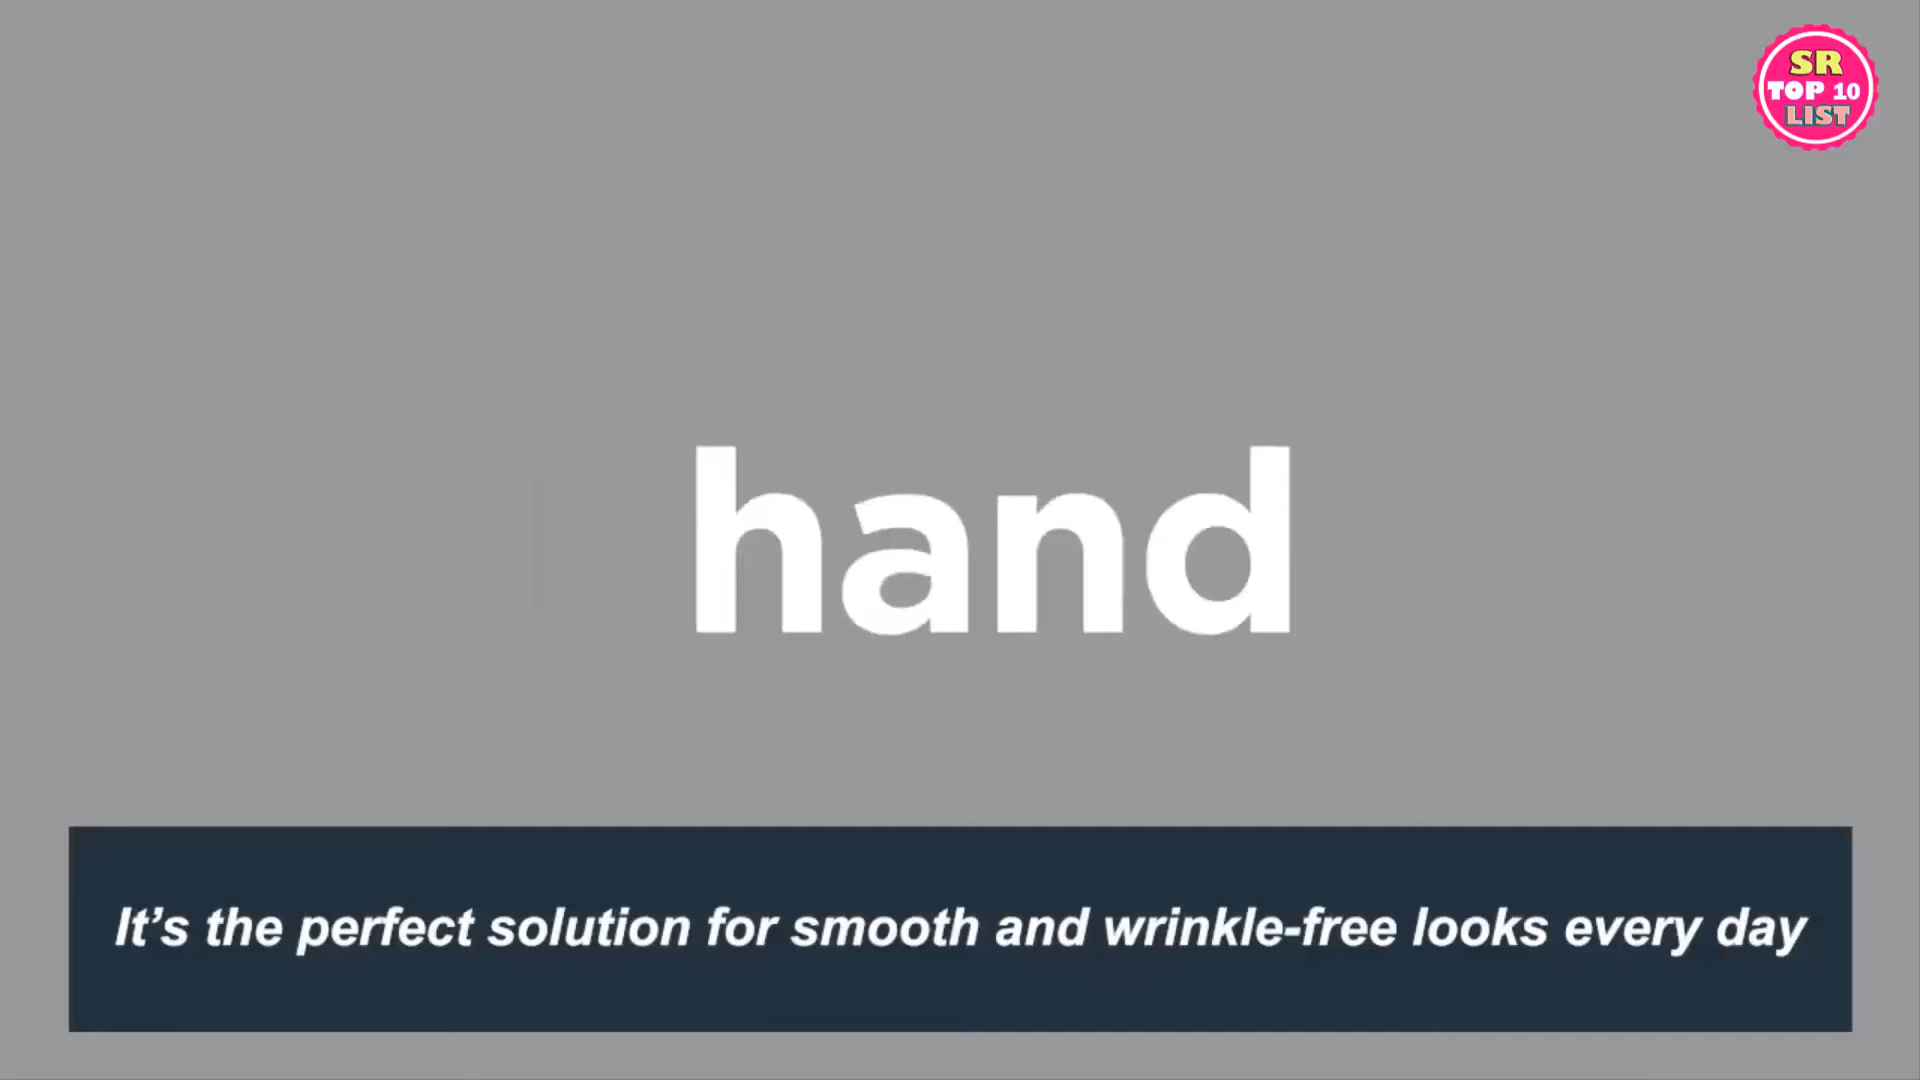 SR
TOP 10
LIST
hand
It’s the perfect solution for smooth and wrinkle-free looks every day